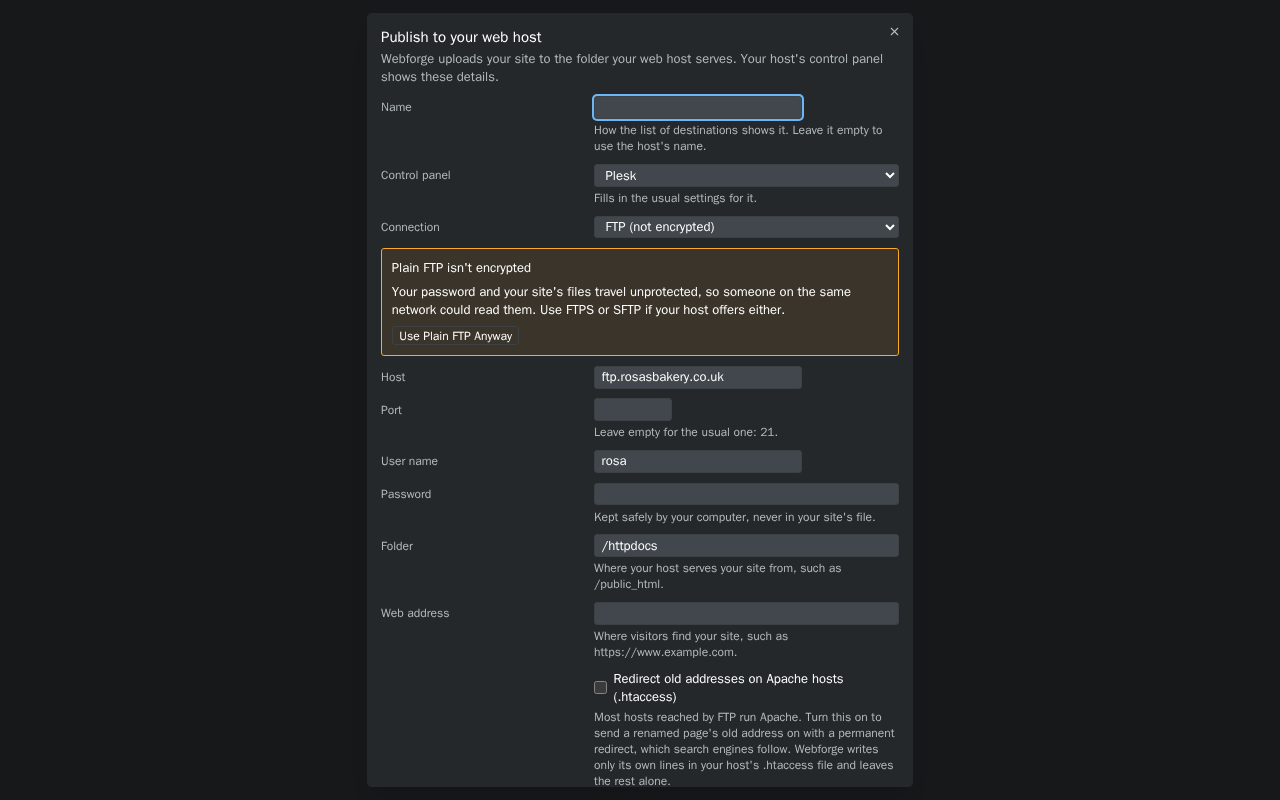 Publish to your web host
×
Webforge uploads your site to the folder your web host serves. Your host's control panel
shows these details.
Name
How the list of destinations shows it. Leave it empty to
use the host's name.
Control panel
Plesk
Fills in the usual settings for it.
Connection
FTP (not encrypted)
Plain FTP isn't encrypted
Your password and your site's files travel unprotected, so someone on the same
network could read them. Use FTPS or SFTP if your host offers either.
Use Plain FTP Anyway
Host
ftp.rosasbakery.co.uk
Port
Leave empty for the usual one: 21.
User name
rosa
Password
Kept safely by your computer, never in your site's file.
Folder
/httpdocs
Where your host serves your site from, such as
/public_html.
Web address
Where visitors find your site, such as
https://www.example.com.
Redirect old addresses on Apache hosts
(.htaccess)
Most hosts reached by FTP run Apache. Turn this on to
send a renamed page's old address on with a permanent
redirect, which search engines follow. Webforge writes
only its own lines in your host's .htaccess file and leaves
the rest alone.